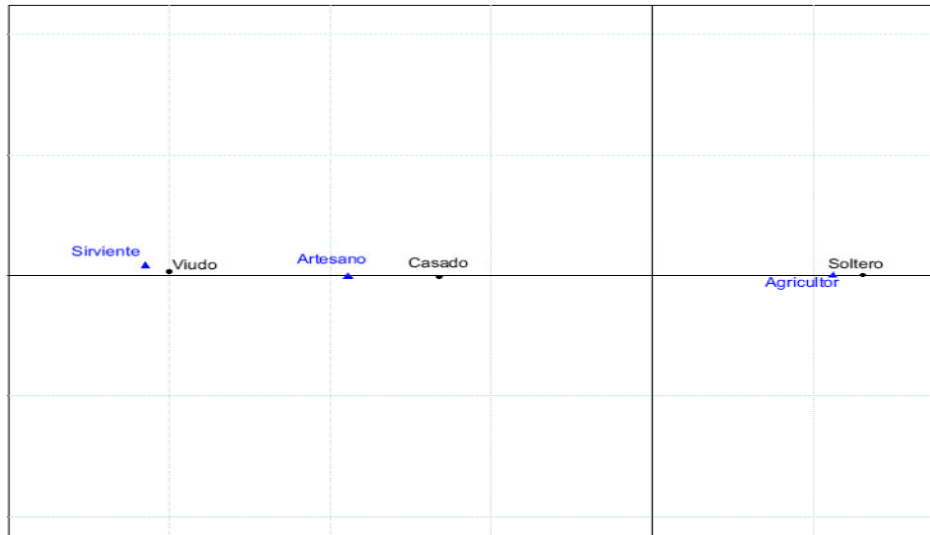 Sirviente
Viudo
Artesano
Casado
Soltero
Agricultor